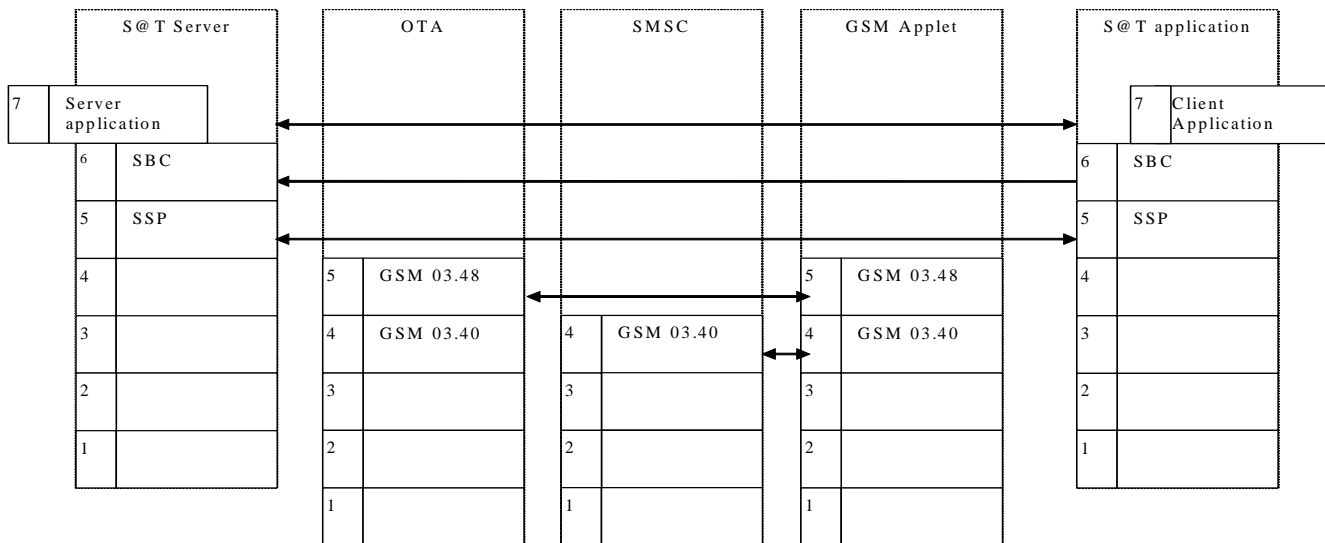 S@T Server OTA SMSC GSM Applet S@T application
7 Server application 7 Client Application
6 SBC 6 SBC
5 SSP 5 SSP
4 5 GSM 03.48 5 GSM 03.48 4
3 4 GSM 03.40 4 GSM 03.40 4 GSM 03.40 3
2 3 3 3 2
1 2 2 2 1
1 1 1